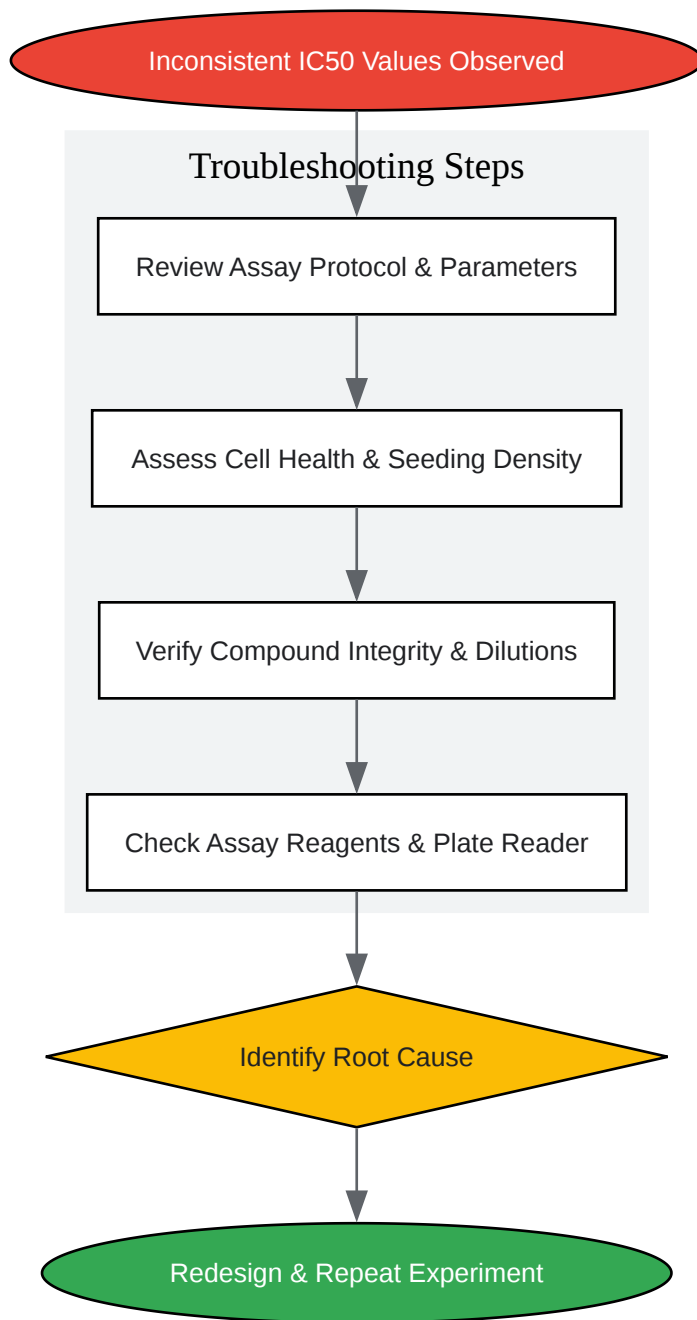 Inconsistent IC50 Values Observed
Troubleshooting Steps
Review Assay Protocol & Parameters
Assess Cell Health & Seeding Density
Verify Compound Integrity & Dilutions
Check Assay Reagents & Plate Reader
Identify Root Cause
Redesign & Repeat Experiment